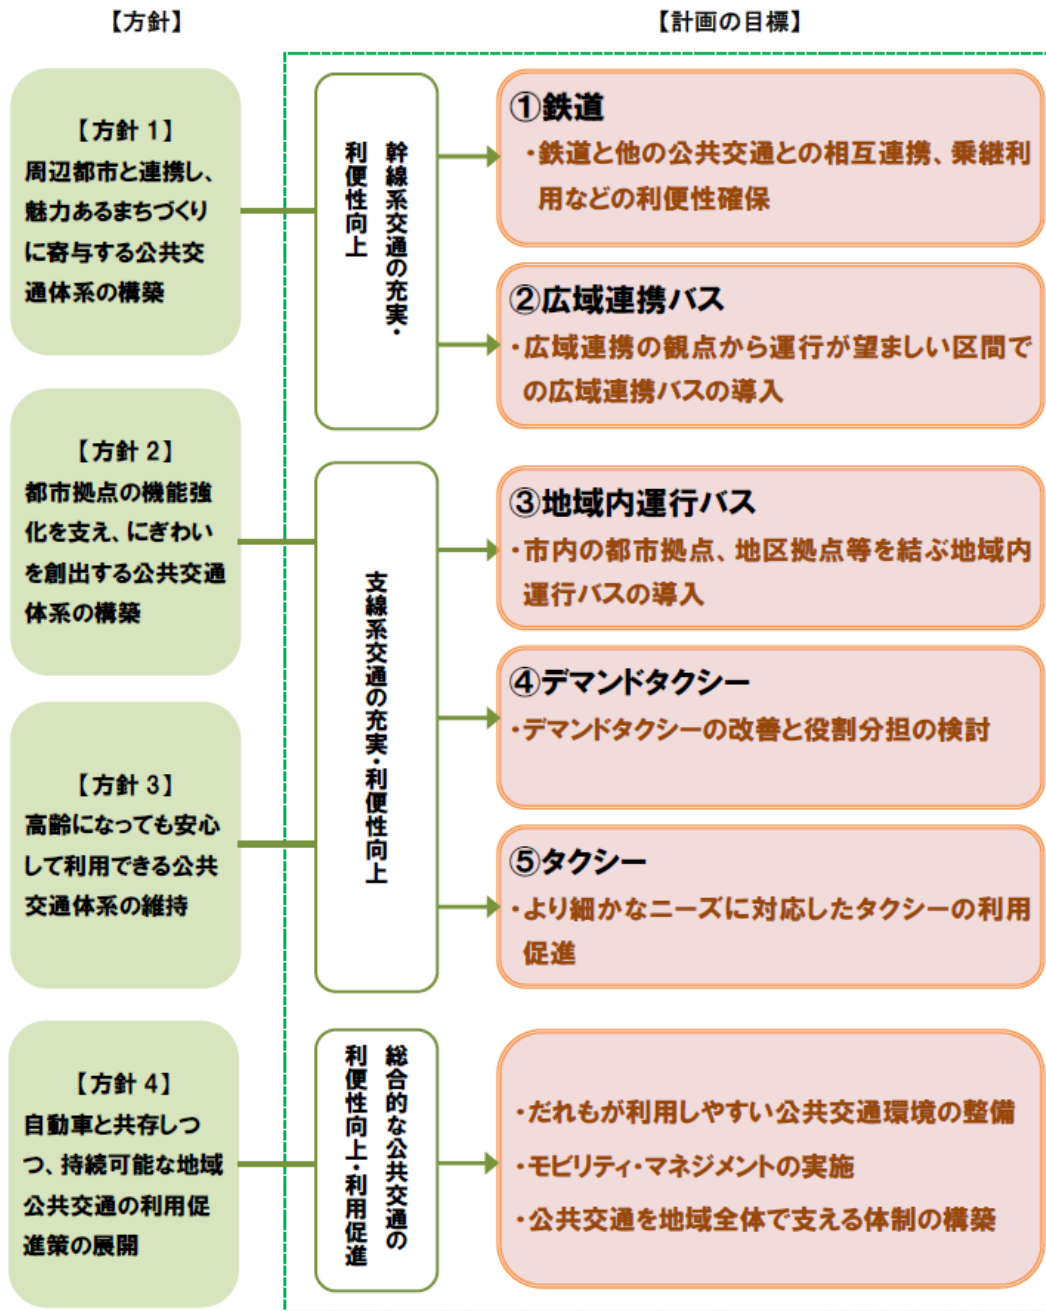 【方針】
【計画の目標】
【方針 1】
周辺都市と連携し、
魅力あるまちづくり
に寄与する公共交
通体系の構築
幹線系交通の充実・
利便性向上
①鉄道
・鉄道と他の公共交通との相互連携、乗継利
用などの利便性確保
②広域連携バス
・広域連携の観点から運行が望ましい区間で
の広域連携バスの導入
【方針 2】
都市拠点の機能強
化を支え、にぎわい
を創出する公共交通
体系の構築
【方針 3】
高齢になっても安心
して利用できる公共
交通体系の維持
支線系交通の充実・利便性向上
③地域内運行バス
・市内の都市拠点、地区拠点等を結ぶ地域内
運行バスの導入
④デマンドタクシー
・デマンドタクシーの改善と役割分担の検討
⑤タクシー
・より細かなニーズに対応したタクシーの利用
促進
【方針 4】
自動車と共存しつ
つ、持続可能な地域
公共交通の利用促
進策の展開
総合的な公共交通の
利便性向上・利用促進
・だれもが利用しやすい公共交通環境の整備
・モビリティ・マネジメントの実施
・公共交通を地域全体で支える体制の構築